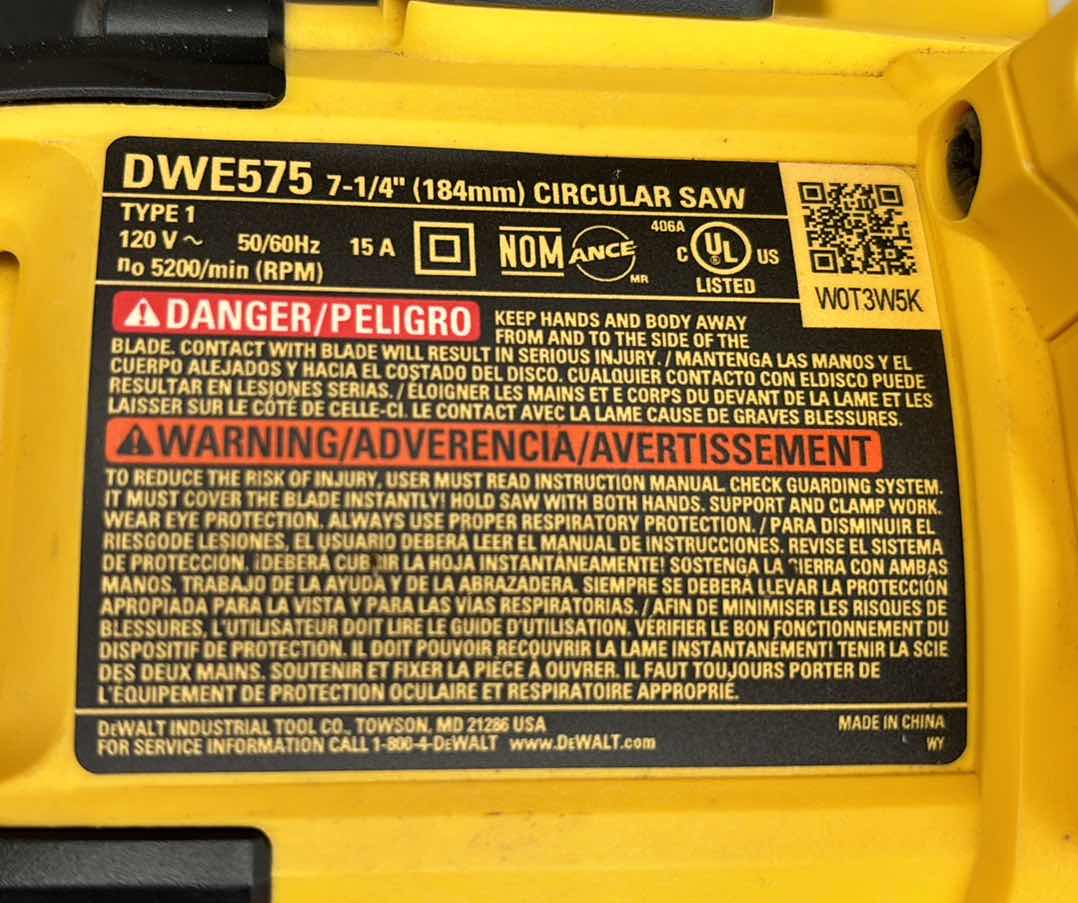 DWE575 7-1/4" (184mm) CIRCULAR SAW
TYPE 1
120 V ~ 50/60Hz 15 A
no 5200/min (RPM)
NOM ANCE MR
406A
C UL US
LISTED
W0T3W5K
DANGER/PELIGRO KEEP HANDS AND BODY AWAY
FROM AND TO THE SIDE OF THE
BLADE. CONTACT WITH BLADE WILL RESULT IN SERIOUS INJURY. / MANTENGA LAS MANOS Y EL
CUERPO ALEJADOS Y HACIA EL COSTADO DEL DISCO. CUALQUIER CONTACTO CON ELDISCO PUEDE
RESULTAR EN LESIONES SERIAS. / ÉLOIGNER LES MAINS ET E CORPS DU DEVANT DE LA LAME ET LES
LAISSER SUR LE CÔTÉ DE CELLE-CI. LE CONTACT AVEC LA LAME CAUSE DE GRAVES BLESSURES.
WARNING/ADVERENCIA/AVERTISSEMENT
TO REDUCE THE RISK OF INJURY, USER MUST READ INSTRUCTION MANUAL. CHECK GUARDING SYSTEM.
IT MUST COVER THE BLADE INSTANTLY! HOLD SAW WITH BOTH HANDS. SUPPORT AND CLAMP WORK.
WEAR EYE PROTECTION. ALWAYS USE PROPER RESPIRATORY PROTECTION. / PARA DISMINUIR EL
RIESGODE LESIONES, EL USUARIO DEBERÁ LEER EL MANUAL DE INSTRUCCIONES. REVISE EL SISTEMA
DE PROTECCIÓN. ¡DEBERÁ CUBRIR LA HOJA INSTANTÁNEAMENTE! SOSTENGA LA SIERRA CON AMBAS
MANOS. TRABAJO DE LA AYUDA Y DE LA ABRAZADERA. SIEMPRE SE DEBERÁ LLEVAR LA PROTECCIÓN
APROPIADA PARA LA VISTA Y PARA LAS VÍAS RESPIRATORIAS. / AFIN DE MINIMISER LES RISQUES DE
BLESSURES, L'UTILISATEUR DOIT LIRE LE GUIDE D'UTILISATION. VÉRIFIER LE BON FONCTIONNEMENT DU
DISPOSITIF DE PROTECTION. IL DOIT POUVOIR RECOUVRIR LA LAME INSTANTANÉMENT! TENIR LA SCIE
DES DEUX MAINS. SOUTENIR ET FIXER LA PIÈCE À OUVRER. IL FAUT TOUJOURS PORTER DE
L'ÉQUIPEMENT DE PROTECTION OCULAIRE ET RESPIRATOIRE APPROPRIÉ.
DEWALT INDUSTRIAL TOOL CO., TOWSON, MD 21286 USA
FOR SERVICE INFORMATION CALL 1-800-4-DEWALT www.DEWALT.com
MADE IN CHINA
WY